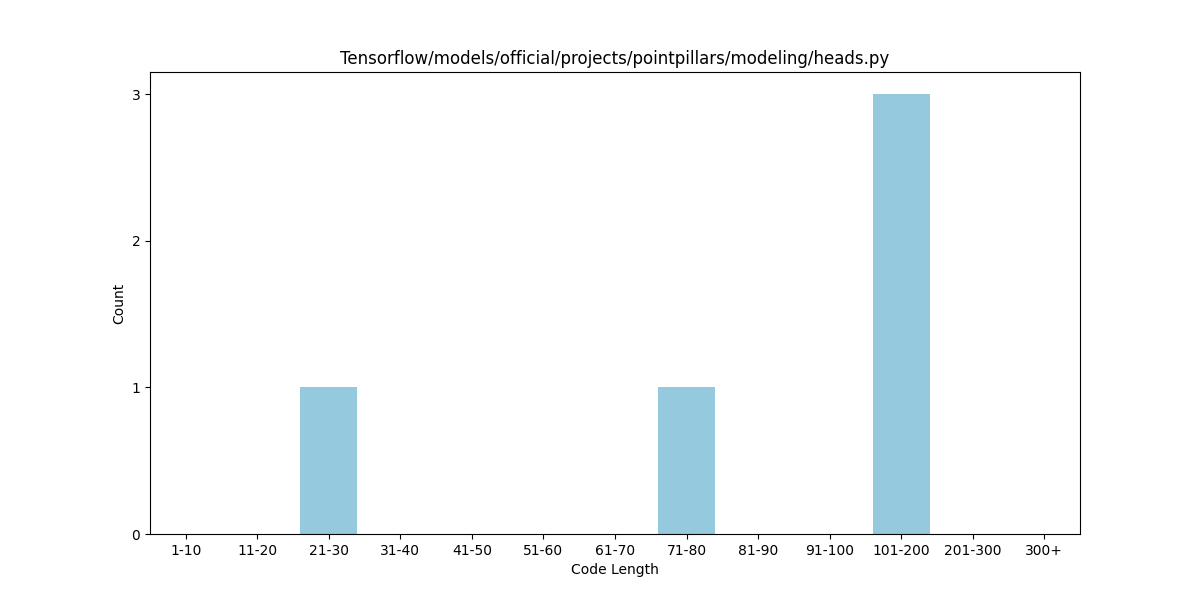 Tensorflow/models/official/projects/pointpillars/modeling/heads.py
3
2
1
0
Count
1-10 11-20 21-30 31-40 41-50 51-60 61-70 71-80 81-90 91-100 101-200 201-300 300+
Code Length